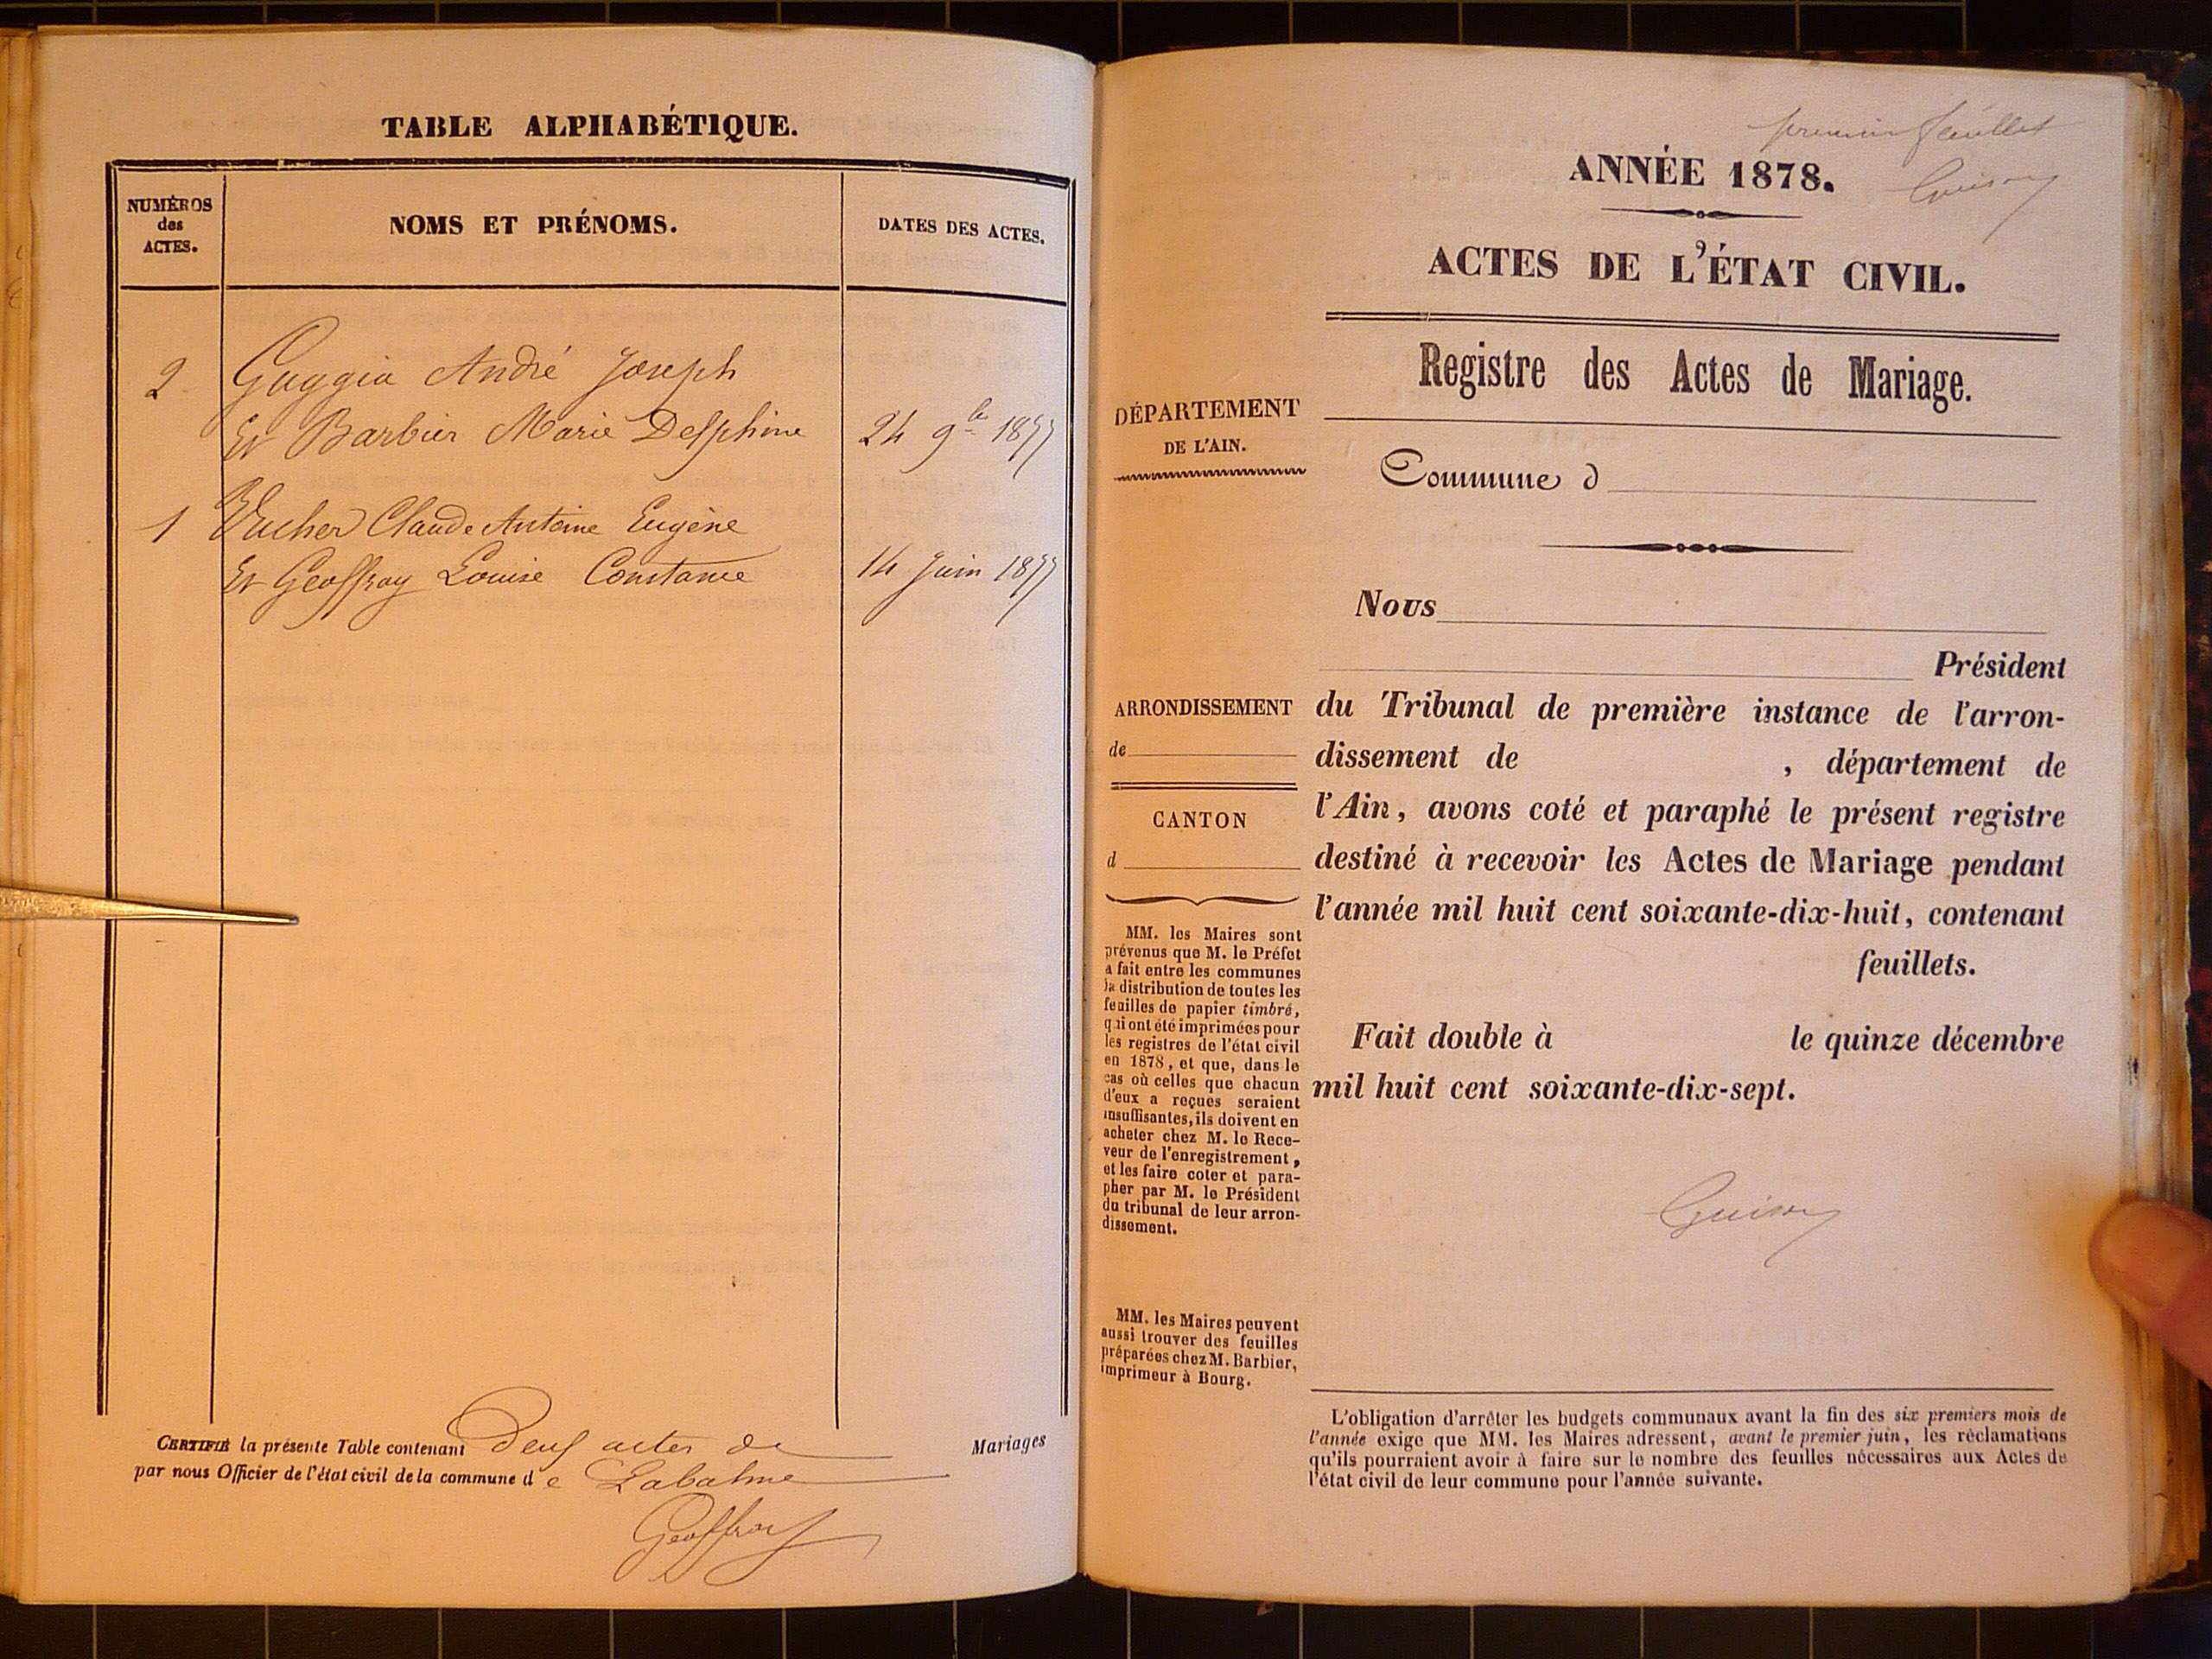 TABLE ALPHABÉTIQUE.
NUMÉROS des ACTES.
NOMS ET PRÉNOMS.
DATES DES ACTES.
2 Gaggia André Joseph
Et Barbier Marie Delphine 24 9bre 1877
1 Vucher Claude Antoine Eugène
Et Geoffray Louise Constance 14 Juin 1877
CERTIFIÉ la présente Table contenant Deux actes de Mariages
par nous Officier de l'état civil de la commune de Labalme
Geoffray
premier feuillet
ANNÉE 1878.
ACTES DE L'ÉTAT CIVIL.
Registre des Actes de Mariage.
DÉPARTEMENT
DE L'AIN.
Commune d
Nous
Président
ARRONDISSEMENT
de
CANTON
d
du Tribunal de première instance de l'arron-
dissement de , département de
l'Ain, avons coté et paraphé le présent registre
destiné à recevoir les Actes de Mariage pendant
l'année mil huit cent soixante-dix-huit, contenant
feuillets.
Fait double à le quinze décembre
mil huit cent soixante-dix-sept.
MM. les Maires sont
prévenus que M. le Préfet
a fait entre les communes
la distribution de toutes les
feuilles de papier timbré,
qui ont été imprimées pour
les registres de l'état civil
en 1878, et que, dans le
cas où celles que chacun
d'eux a reçues seraient
insuffisantes, ils doivent en
acheter chez M. le Rece-
veur de l'enregistrement,
et les faire coter et para-
pher par M. le Président
du tribunal de leur arron-
dissement.
MM. les Maires peuvent
aussi trouver des feuilles
préparées chez M. Barbier,
imprimeur à Bourg.
L'obligation d'arrêter les budgets communaux avant la fin des six premiers mois de
l'année exige que MM. les Maires adressent, avant le premier juin, les réclamations
qu'ils pourraient avoir à faire sur le nombre des feuilles nécessaires aux Actes de
l'état civil de leur commune pour l'année suivante.